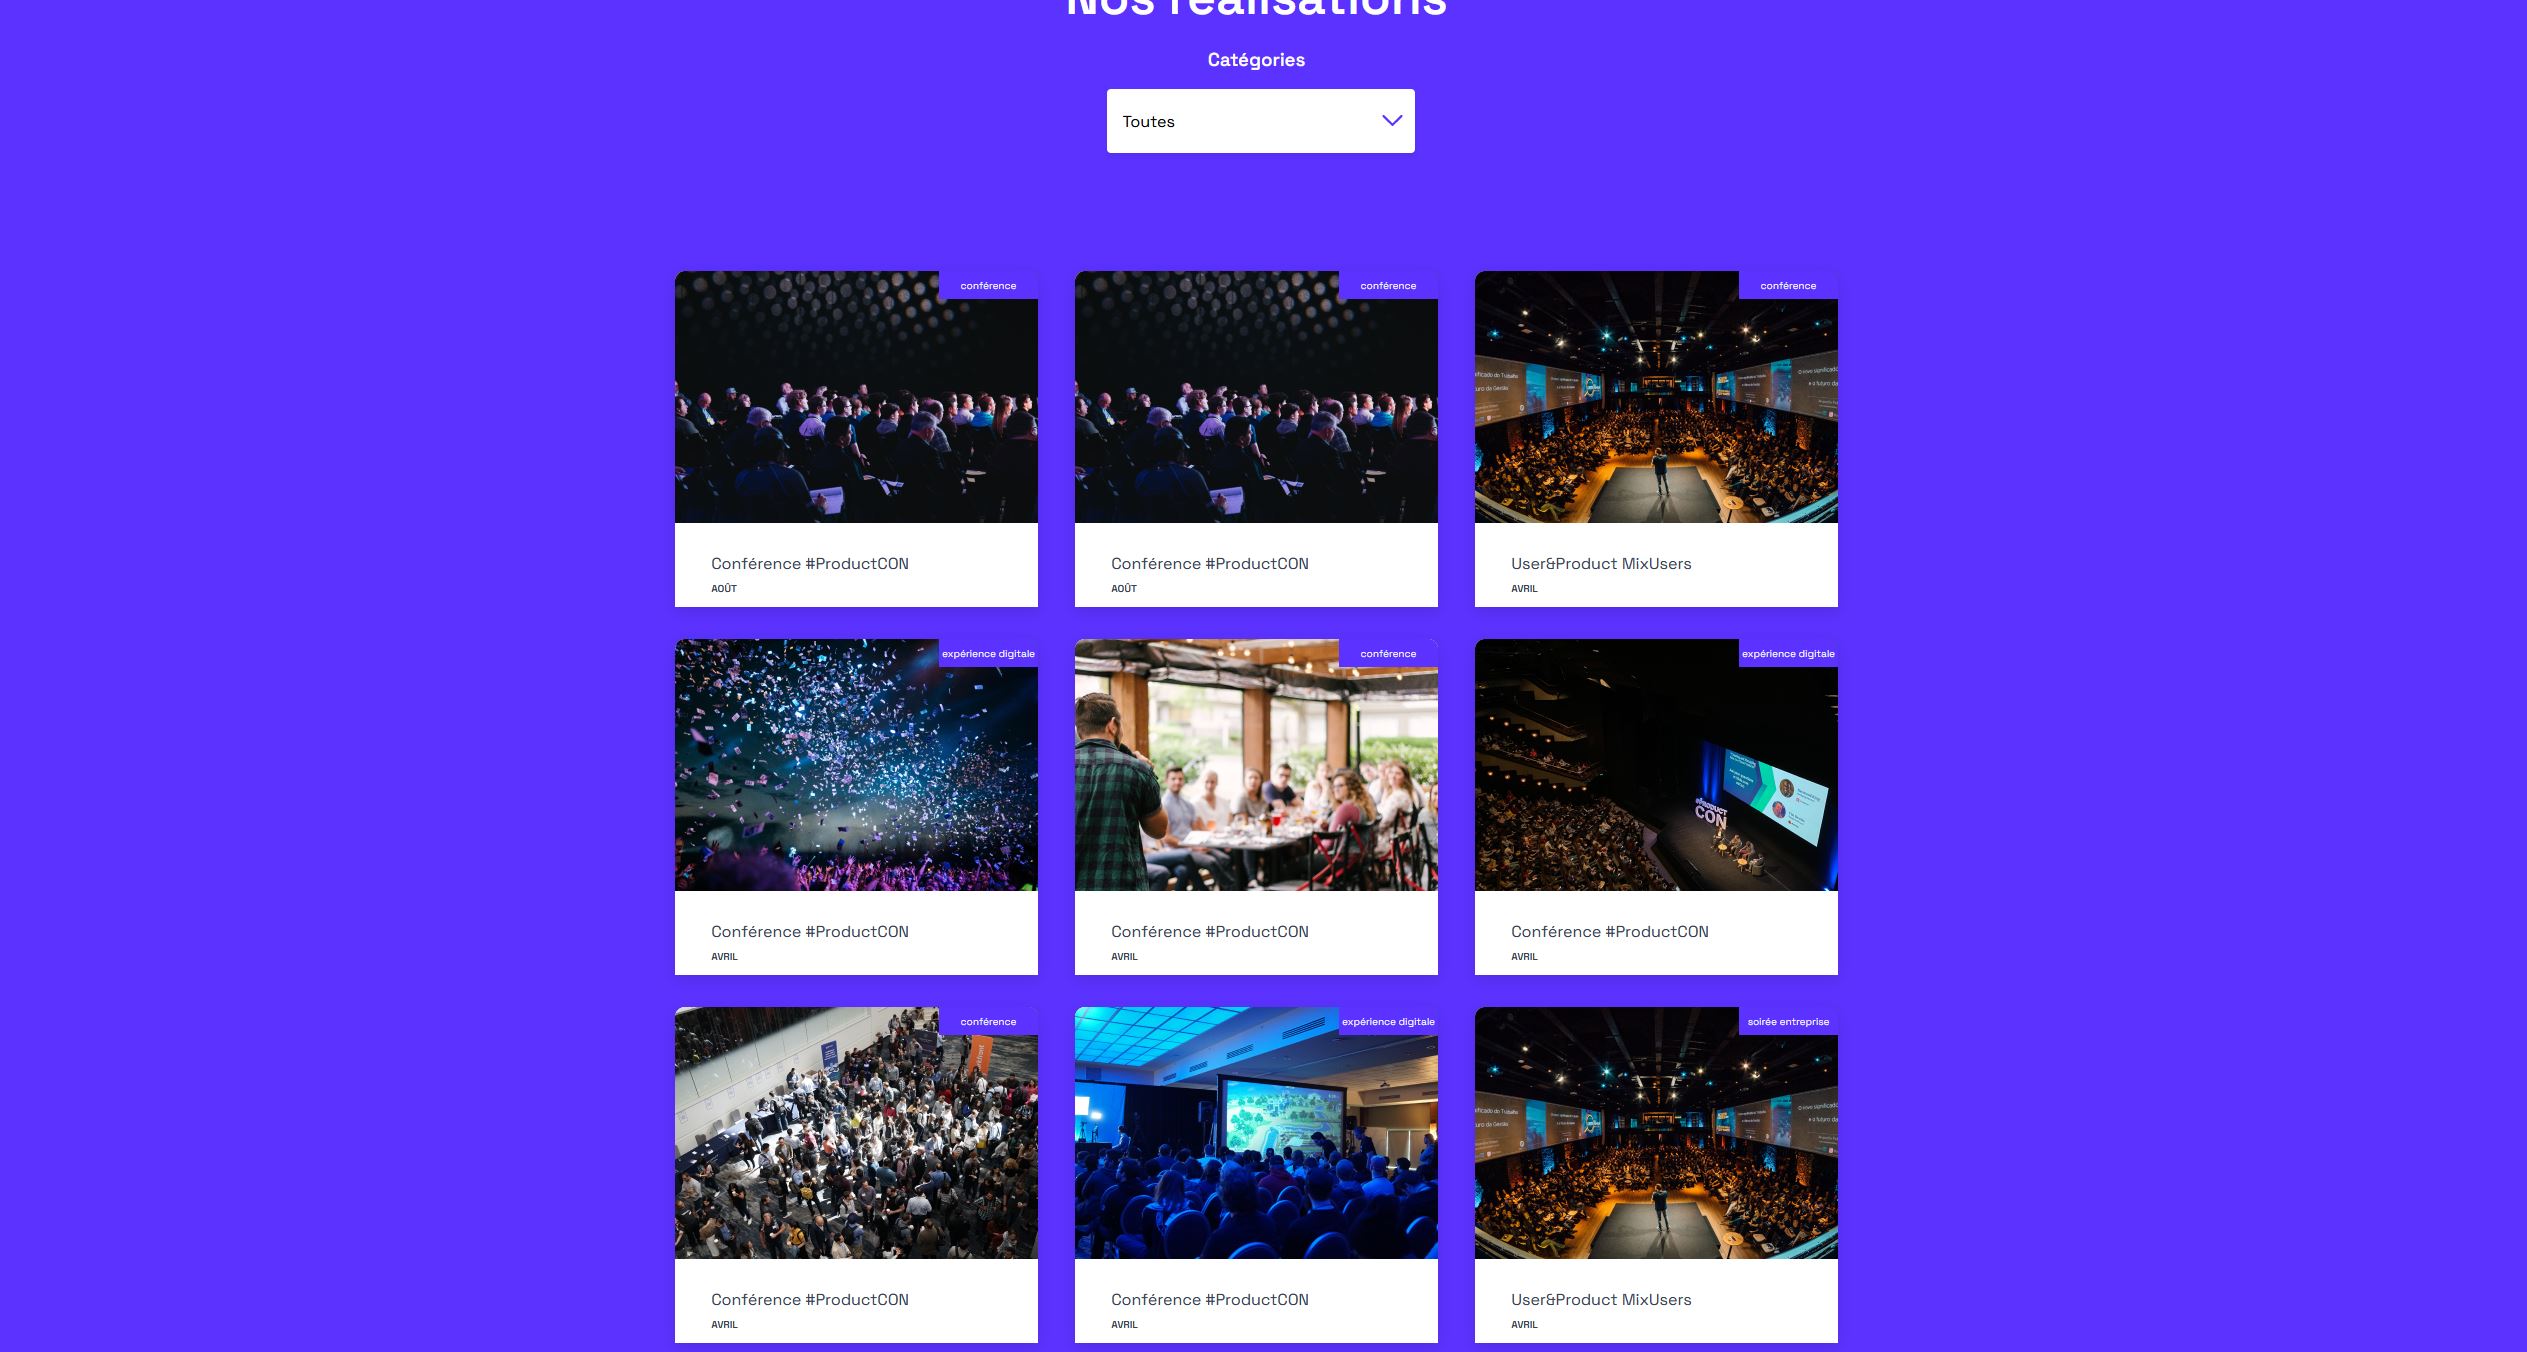 Nos réalisations
Catégories
Toutes
conférence
conférence
conférence
Conférence #ProductCON
AOÛT
Conférence #ProductCON
AOÛT
User&Product MixUsers
AVRIL
expérience digitale
conférence
expérience digitale
#PRODUCT
CON
Conférence #ProductCON
AVRIL
Conférence #ProductCON
AVRIL
Conférence #ProductCON
AVRIL
conférence
expérience digitale
soirée entreprise
Conférence #ProductCON
AVRIL
Conférence #ProductCON
AVRIL
User&Product MixUsers
AVRIL